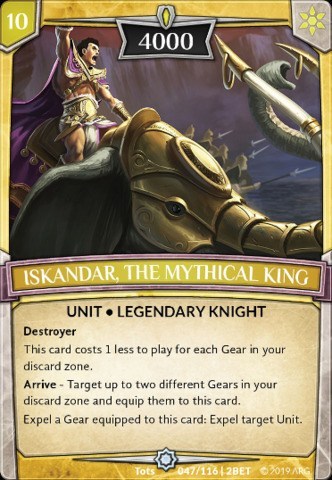 10
4000
ISKANDAR, THE MYTHICAL KING
UNIT • LEGENDARY KNIGHT
Destroyer
This card costs 1 less to play for each Gear in your
discard zone.
Arrive - Target up to two different Gears in your
discard zone and equip them to this card.
Expel a Gear equipped to this card: Expel target Unit.
Tots 047/116 | 2BET © 2019 ARG